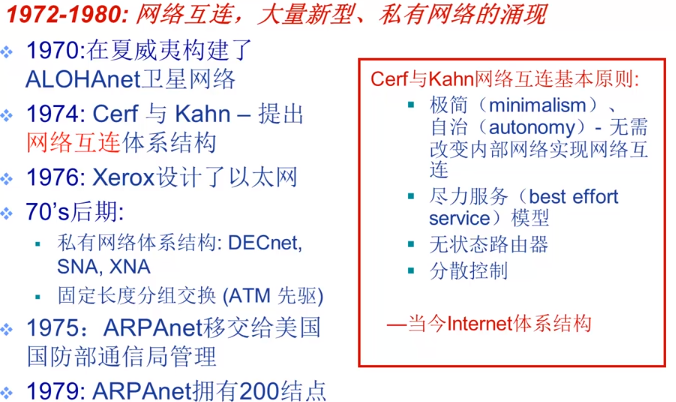 1972-1980: 网络互连，大量新型、私有网络的涌现
1970:在夏威夷构建了
ALOHAnet卫星网络
1974: Cerf 与 Kahn – 提出
网络互连体系结构
1976: Xerox设计了以太网
70's后期:
私有网络体系结构: DECnet,
SNA, XNA
固定长度分组交换 (ATM 先驱)
1975：ARPAnet移交给美国
国防部通信局管理
1979: ARPAnet拥有200结点
Cerf与Kahn网络互连基本原则:
极简（minimalism）、
自治（autonomy）- 无需
改变内部网络实现网络互
连
尽力服务（best effort
service）模型
无状态路由器
分散控制
—当今Internet体系结构